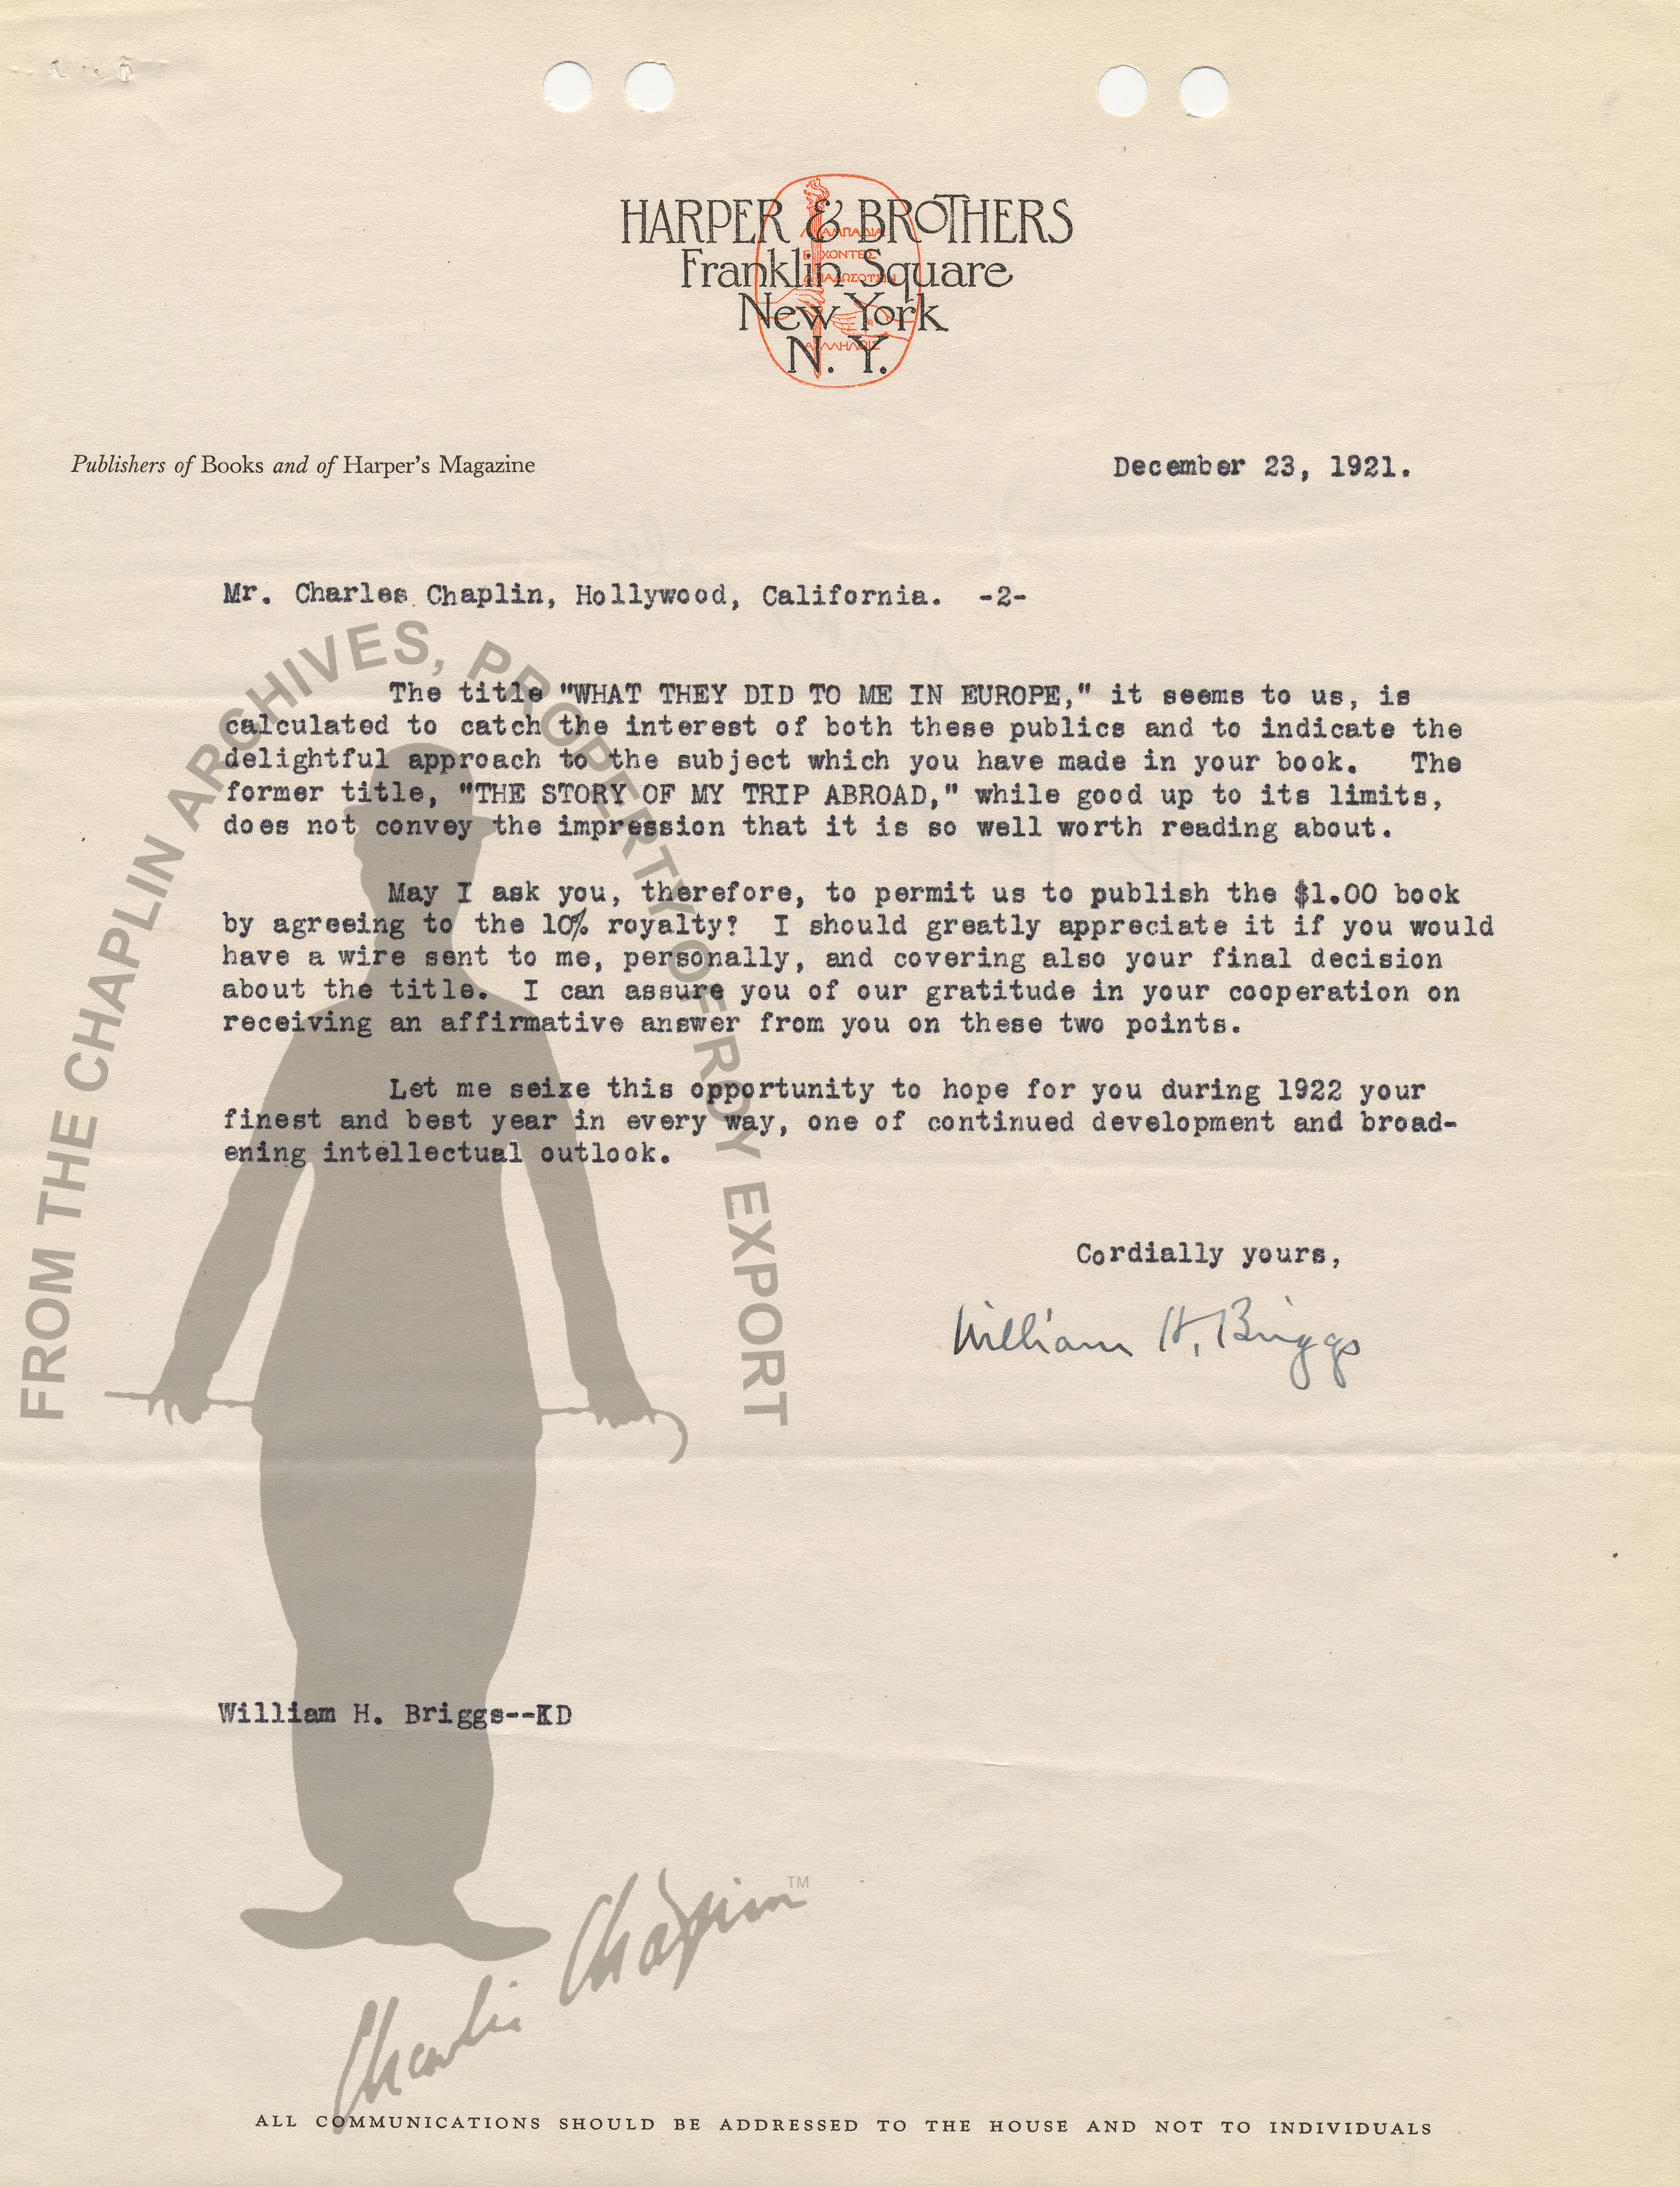 HARPER & BROTHERS
Franklin Square
New York
N. Y.
Publishers of Books and of Harper's Magazine
December 23, 1921.
Mr. Charles Chaplin, Hollywood, California. -2-
The title "WHAT THEY DID TO ME IN EUROPE," it seems to us, is
calculated to catch the interest of both these publics and to indicate the
delightful approach to the subject which you have made in your book. The
former title, "THE STORY OF MY TRIP ABROAD," while good up to its limits,
does not convey the impression that it is so well worth reading about.
May I ask you, therefore, to permit us to publish the $1.00 book
by agreeing to the 10% royalty? I should greatly appreciate it if you would
have a wire sent to me, personally, and covering also your final decision
about the title. I can assure you of our gratitude in your cooperation on
receiving an affirmative answer from you on these two points.
Let me seize this opportunity to hope for you during 1922 your
finest and best year in every way, one of continued development and broad-
ening intellectual outlook.
Cordially yours,
William H. Briggs
William H. Briggs--KD
FROM THE CHAPLIN ARCHIVES, PROPERTY OF ROY EXPORT
Charlie Chaplin TM
ALL COMMUNICATIONS SHOULD BE ADDRESSED TO THE HOUSE AND NOT TO INDIVIDUALS